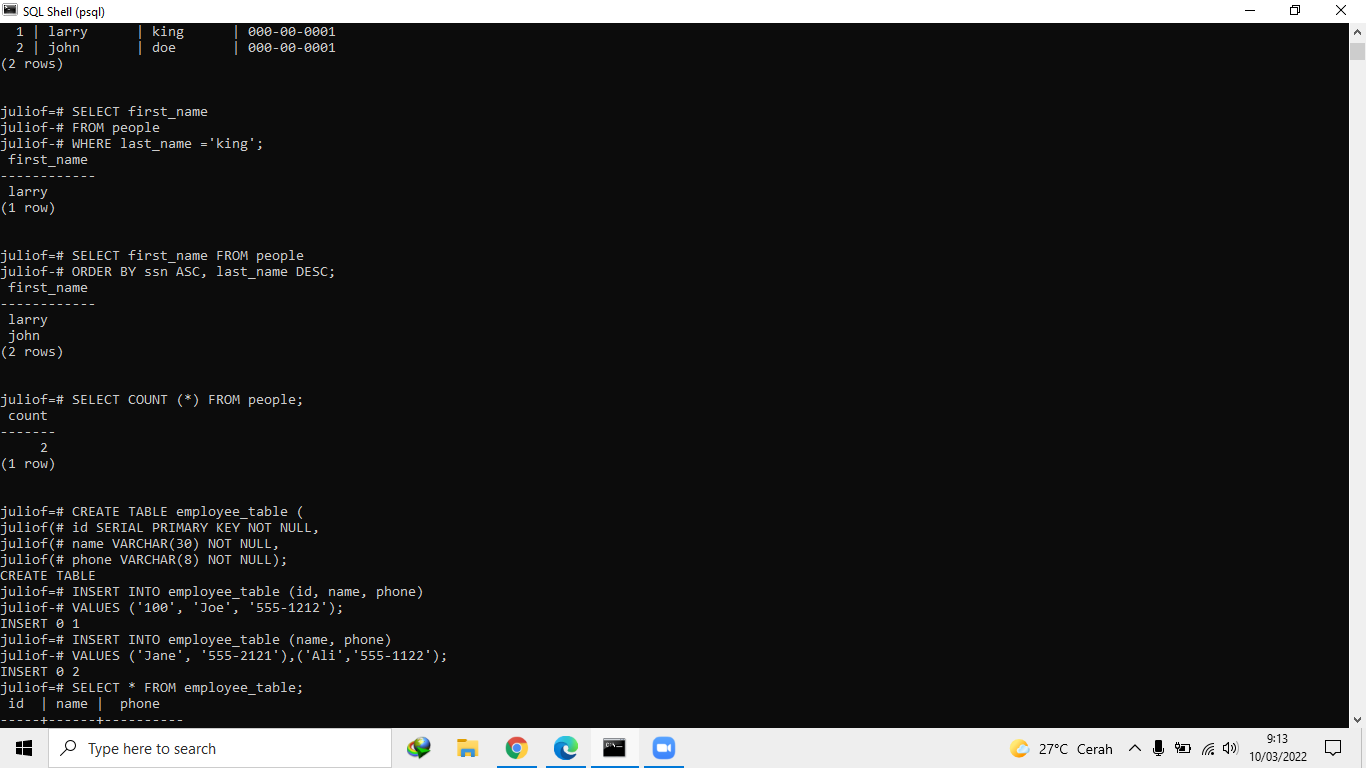 SQL Shell (psql)
  1 | larry      | king      | 000-00-0001
  2 | john       | doe       | 000-00-0001
(2 rows)
juliof=# SELECT first_name
juliof-# FROM people
juliof-# WHERE last_name ='king';
 first_name
------------
 larry
(1 row)
juliof=# SELECT first_name FROM people
juliof-# ORDER BY ssn ASC, last_name DESC;
 first_name
------------
 larry
 john
(2 rows)
juliof=# SELECT COUNT (*) FROM people;
 count
-------
     2
(1 row)
juliof=# CREATE TABLE employee_table (
juliof(# id SERIAL PRIMARY KEY NOT NULL,
juliof(# name VARCHAR(30) NOT NULL,
juliof(# phone VARCHAR(8) NOT NULL);
CREATE TABLE
juliof=# INSERT INTO employee_table (id, name, phone)
juliof-# VALUES ('100', 'Joe', '555-1212');
INSERT 0 1
juliof=# INSERT INTO employee_table (name, phone)
juliof-# VALUES ('Jane', '555-2121'),('Ali','555-1122');
INSERT 0 2
juliof=# SELECT * FROM employee_table;
 id  | name |  phone
-----+------+----------
Type here to search
27°C Cerah
9:13
10/03/2022